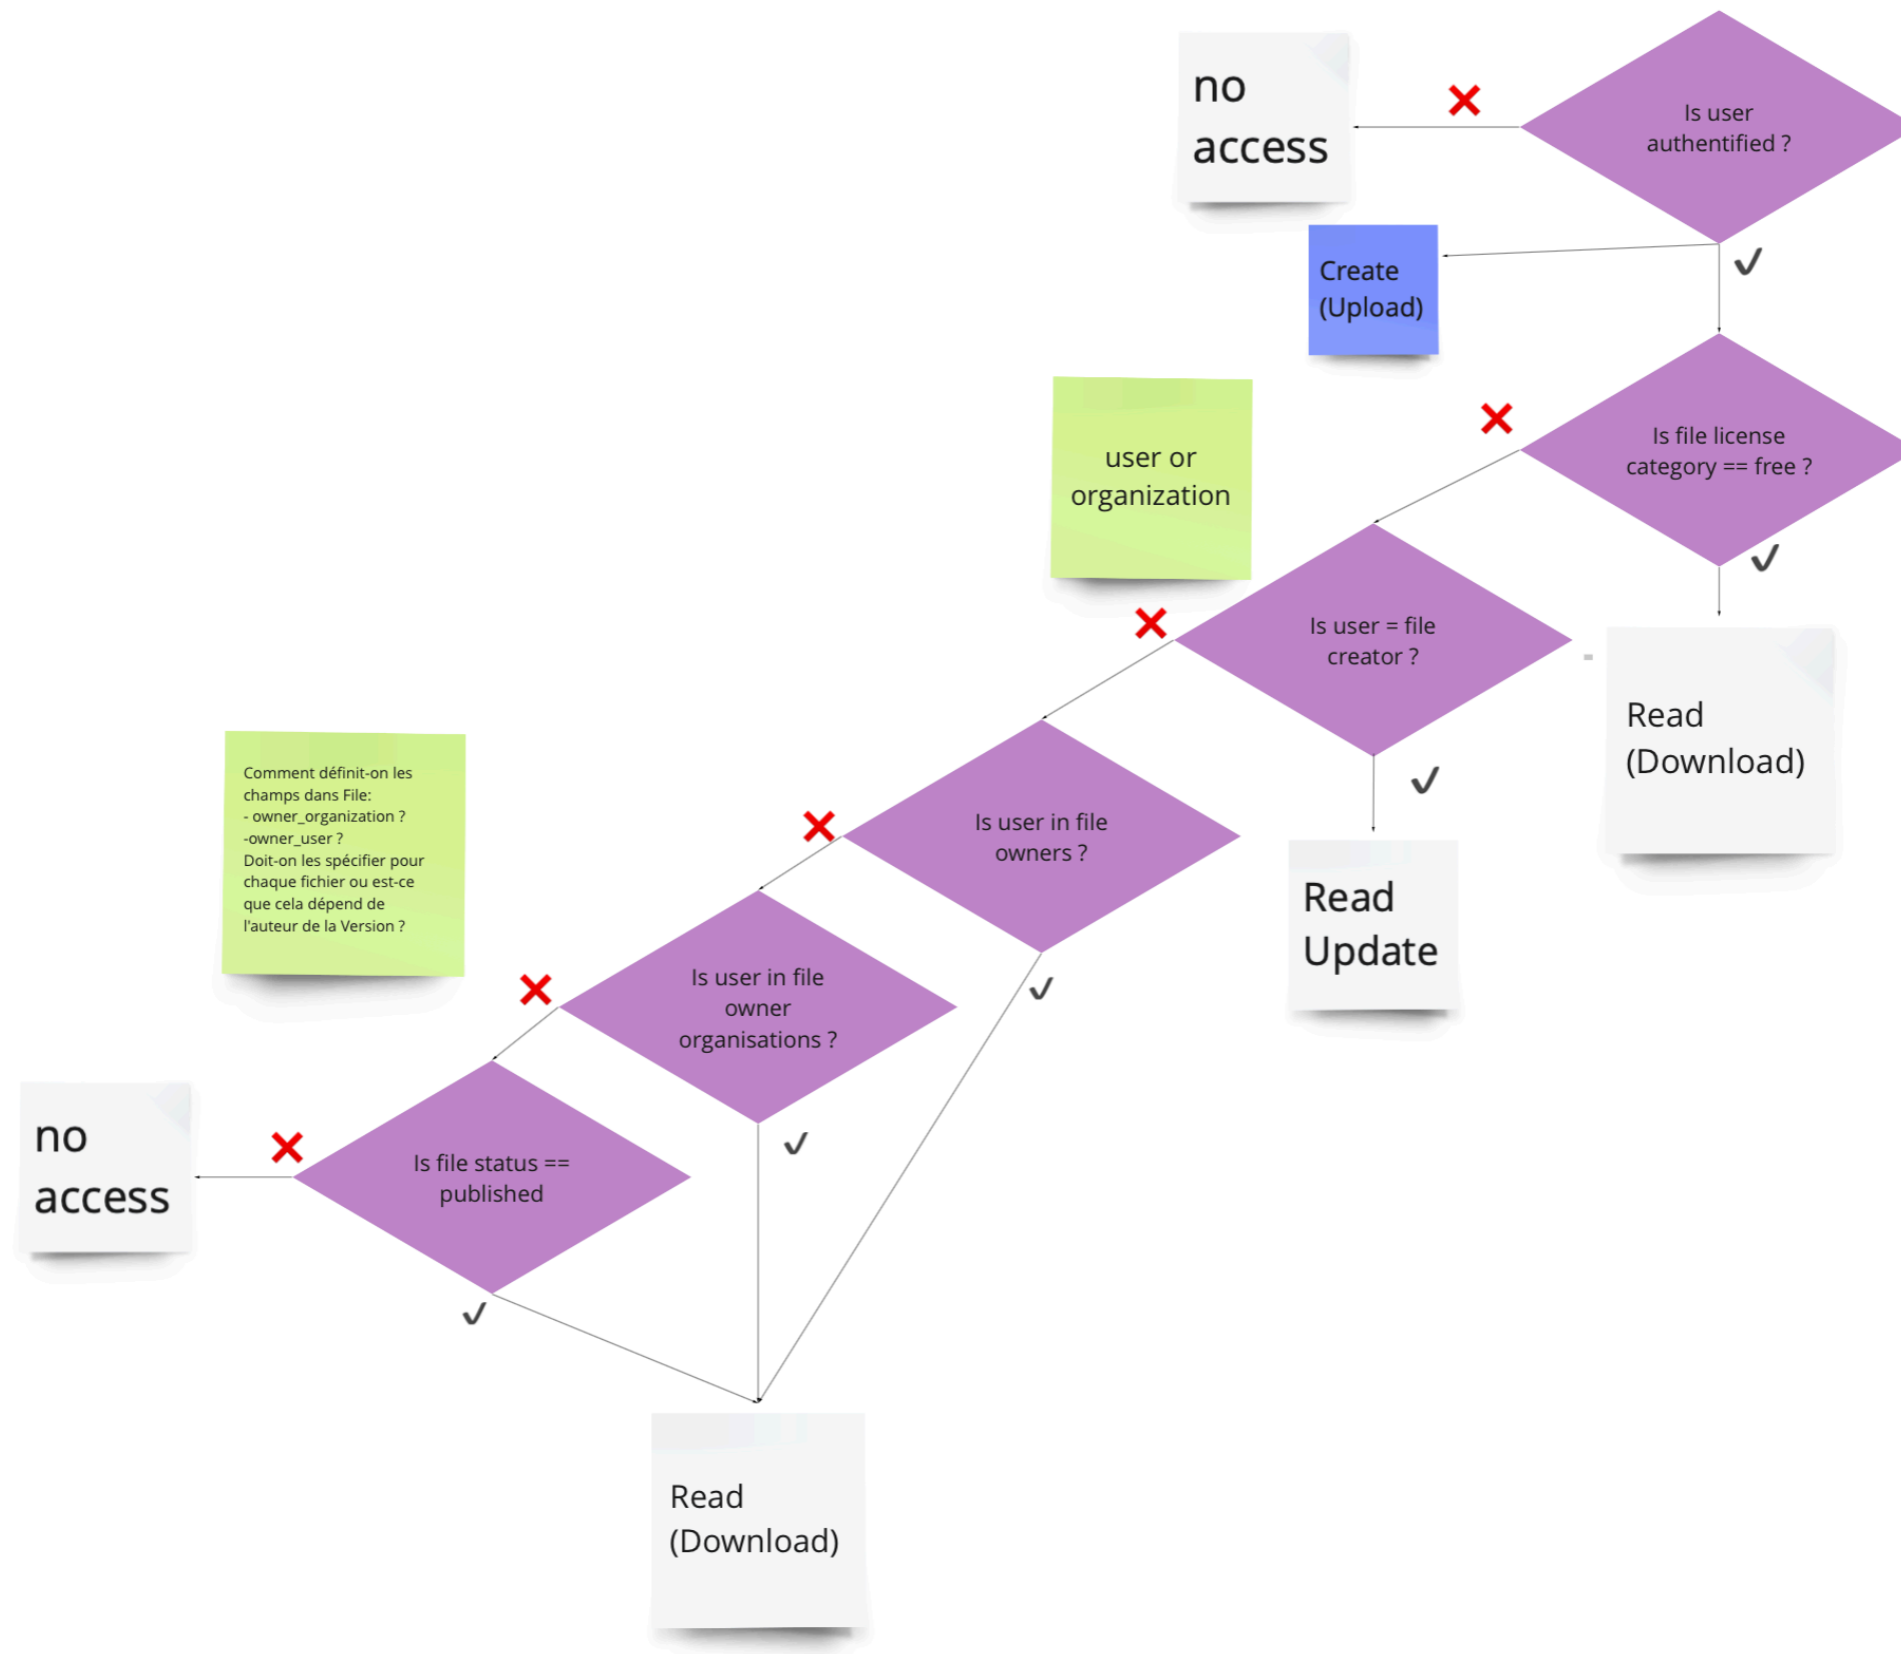 no
access
Is user
authentified ?
Create
(Upload)
user or
organization
Is file license
category == free ?
Is user = file
creator ?
Read
(Download)
Comment définit-on les
champs dans File:
- owner_organization ?
-owner_user ?
Doit-on les spécifier pour
chaque fichier ou est-ce
que cela dépend de
l'auteur de la Version ?
Is user in file
owners ?
Read
Update
Is user in file
owner
organisations ?
no
access
Is file status ==
published
Read
(Download)